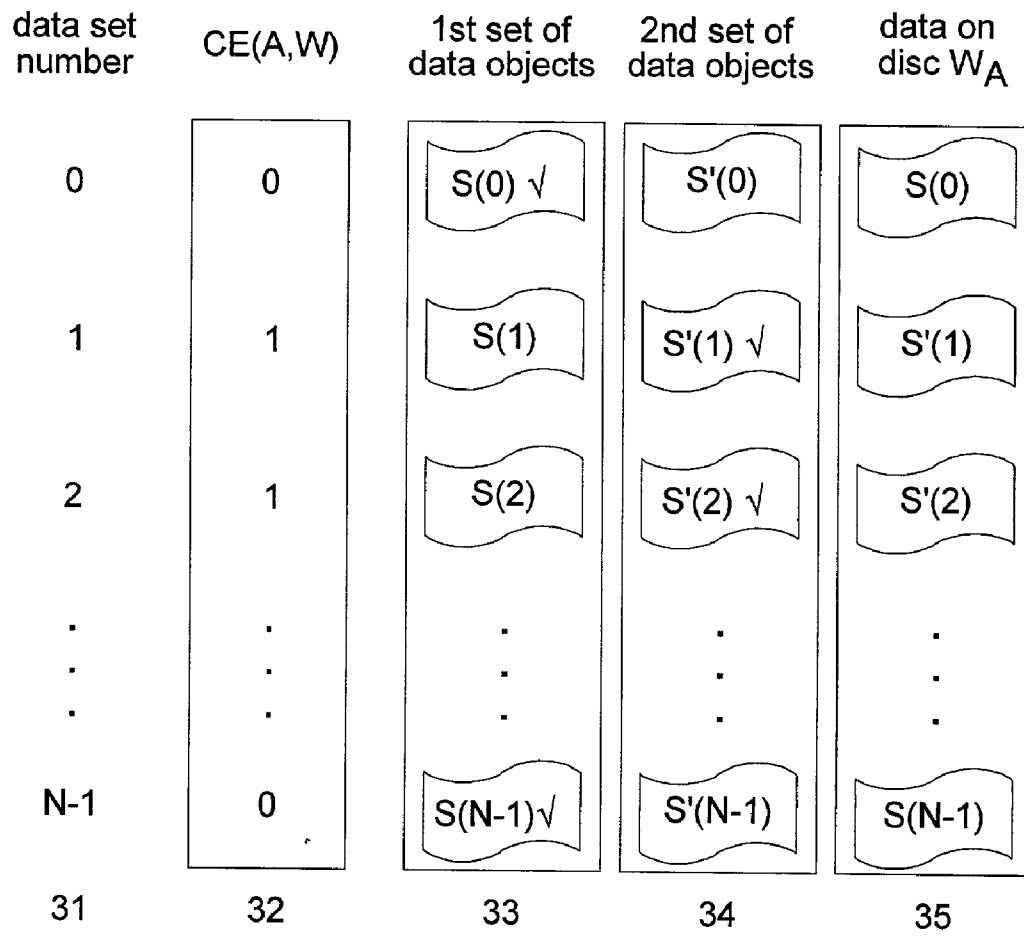 data set number CE(A,W) 1st set of data objects 2nd set of data objects data on disc WA
0 0 S(0) √ S'(0) S(0)
1 1 S(1) S'(1) √ S'(1)
2 1 S(2) S'(2) √ S'(2)
. . . . .
. . . . .
. . . . .
N-1 0 S(N-1)√ S'(N-1) S(N-1)
31 32 33 34 35